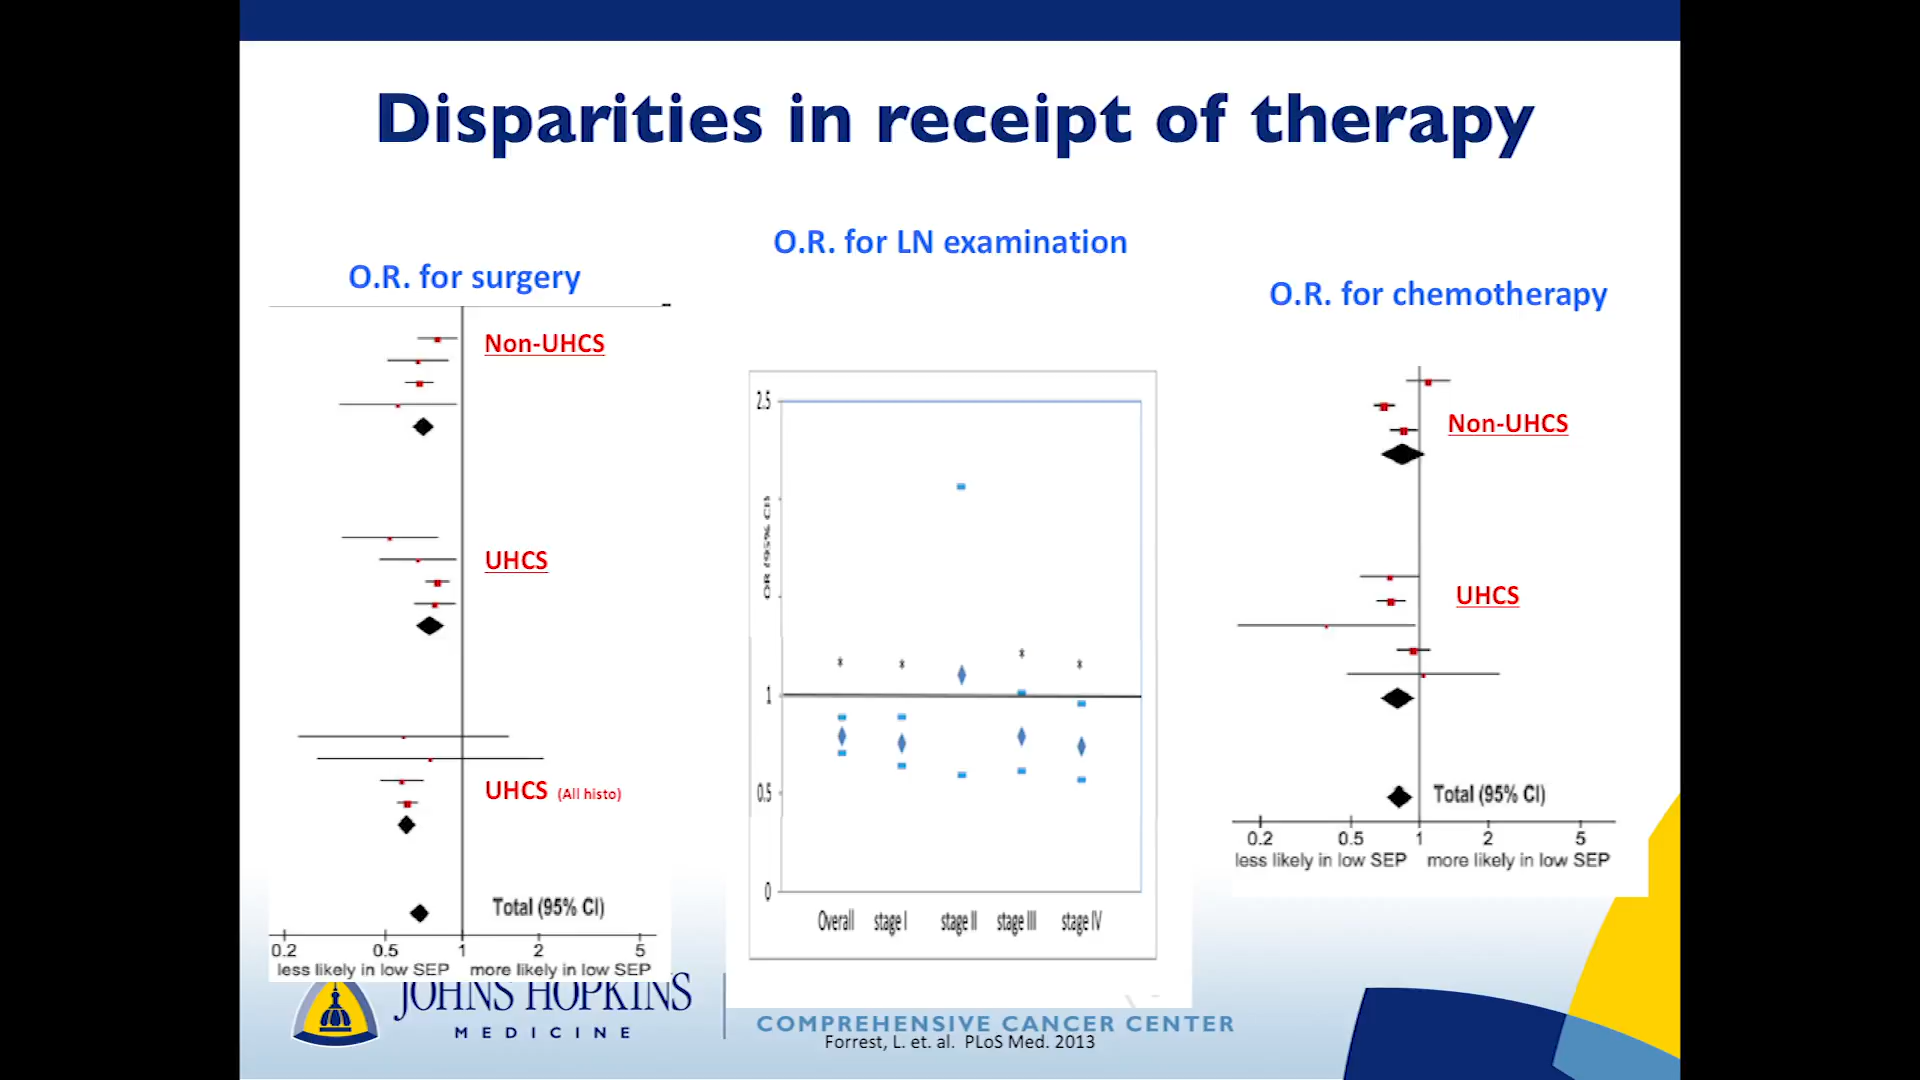 Disparities in receipt of therapy
O.R. for surgery
Non-UHCS
UHCS
UHCS (All histo)
Total (95% CI)
0.2 0.5 1 2 5
less likely in low SEP more likely in low SEP
O.R. for LN examination
OR (95% CI)
2.5
*
*
*
*
1
0.5
0
Overall stage I stage II stage III stage IV
O.R. for chemotherapy
Non-UHCS
UHCS
Total (95% CI)
0.2 0.5 1 2 5
less likely in low SEP more likely in low SEP
JOHNS HOPKINS
MEDICINE
COMPREHENSIVE CANCER CENTER
Forrest, L. et. al. PLoS Med. 2013